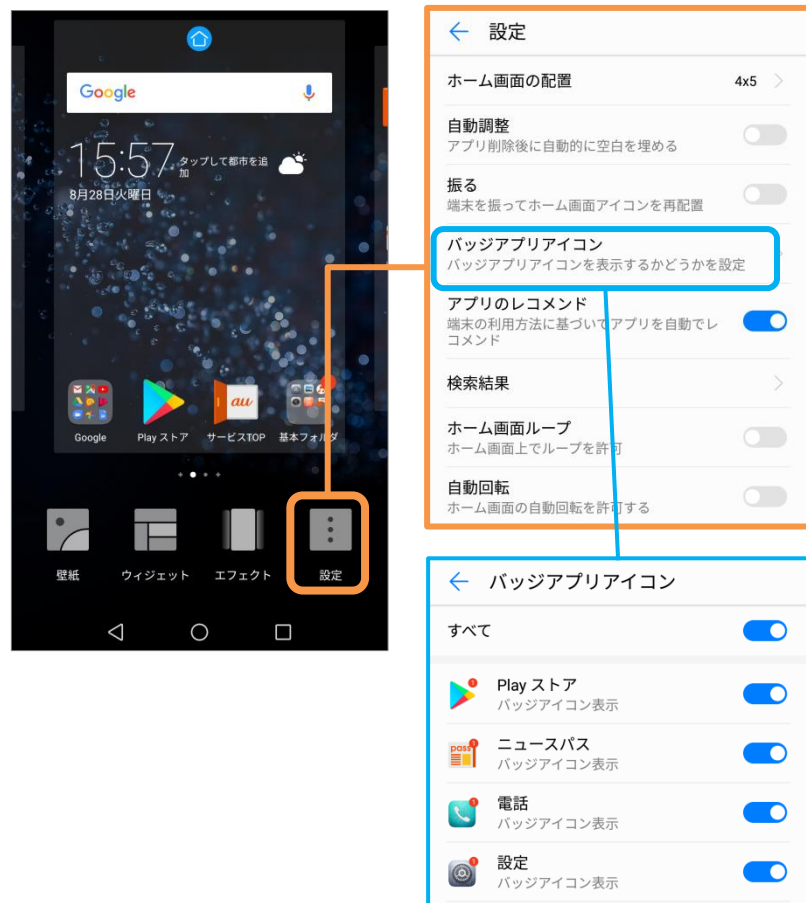 Google
15:57
タップして都市を追
加
8月28日火曜日
au
Google
Play ストア
サービスTOP
基本フォルダ
壁紙
ウィジェット
エフェクト
設定
設定
ホーム画面の配置
4x5
自動調整
アプリ削除後に自動的に空白を埋める
振る
端末を振ってホーム画面アイコンを再配置
バッジアプリアイコン
バッジアプリアイコンを表示するかどうかを設定
アプリのレコメンド
端末の利用方法に基づいてアプリを自動でレ
コメンド
検索結果
ホーム画面ループ
ホーム画面上でループを許可
自動回転
ホーム画面の自動回転を許可する
バッジアプリアイコン
すべて
1
Play ストア
バッジアイコン表示
pass
1
ニュースパス
バッジアイコン表示
1
電話
バッジアイコン表示
1
設定
バッジアイコン表示